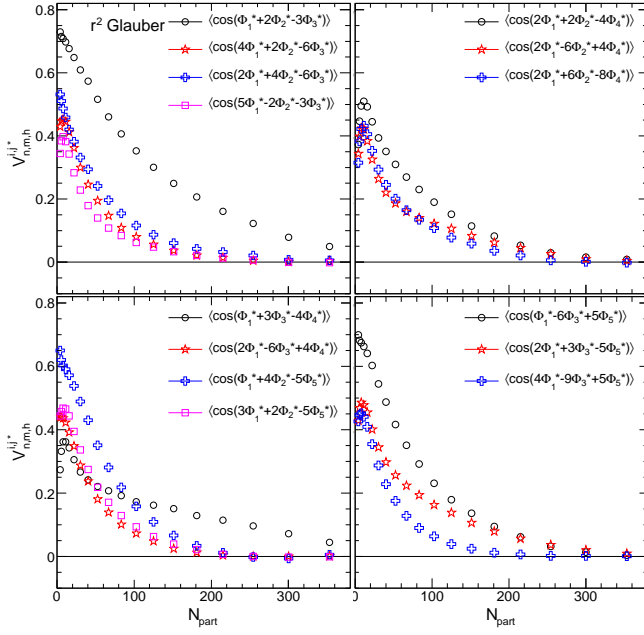 r² Glauber
⟨cos(Φ₁*+2Φ₂*-3Φ₃*)⟩
⟨cos(4Φ₁*+2Φ₂*-6Φ₃*)⟩
⟨cos(2Φ₁*+4Φ₂*-6Φ₃*)⟩
⟨cos(5Φ₁*-2Φ₂*-3Φ₃*)⟩
0.8
0.6
0.4
0.2
0
V^{i,j*}_{n,m,h}
⟨cos(2Φ₁*+2Φ₂*-4Φ₄*)⟩
⟨cos(2Φ₁*-6Φ₂*+4Φ₄*)⟩
⟨cos(2Φ₁*+6Φ₂*-8Φ₄*)⟩
⟨cos(Φ₁*+3Φ₃*-4Φ₄*)⟩
⟨cos(2Φ₁*-6Φ₃*+4Φ₄*)⟩
⟨cos(Φ₁*+4Φ₂*-5Φ₅*)⟩
⟨cos(3Φ₁*+2Φ₂*-5Φ₅*)⟩
0.8
0.6
0.4
0.2
0
V^{i,j*}_{n,m,h}
0 100 200 300
N_part
⟨cos(Φ₁*-6Φ₃*+5Φ₅*)⟩
⟨cos(2Φ₁*+3Φ₃*-5Φ₅*)⟩
⟨cos(4Φ₁*-9Φ₃*+5Φ₅*)⟩
0 100 200 300
N_part